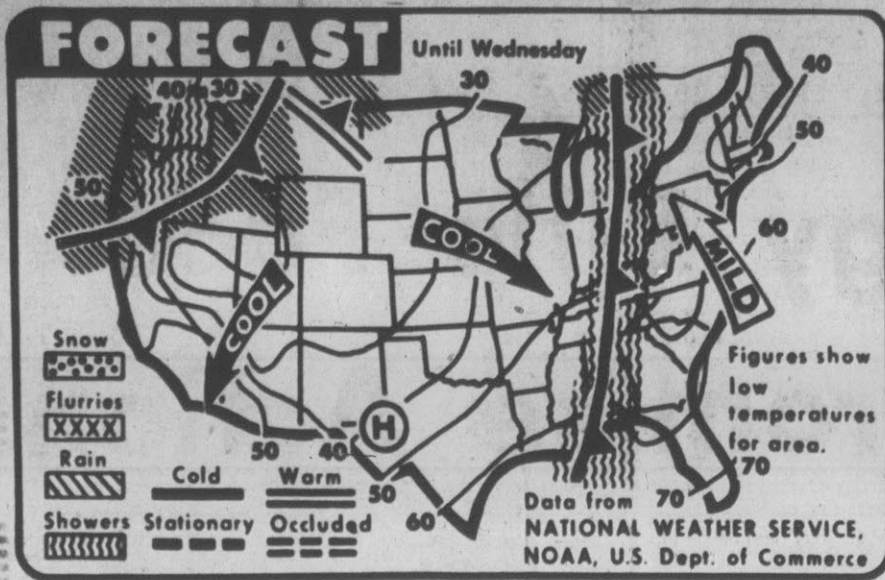 FORECAST
Until Wednesday
40 30
30
40
50
50
60
COOL
COOL
MILD
Snow
Flurries
XXXX
Rain
Showers
Cold
Warm
Stationary
Occluded
H
50
40
50
60
70
70
Figures show
low
temperatures
for area.
Data from
NATIONAL WEATHER SERVICE,
NOAA, U.S. Dept. of Commerce